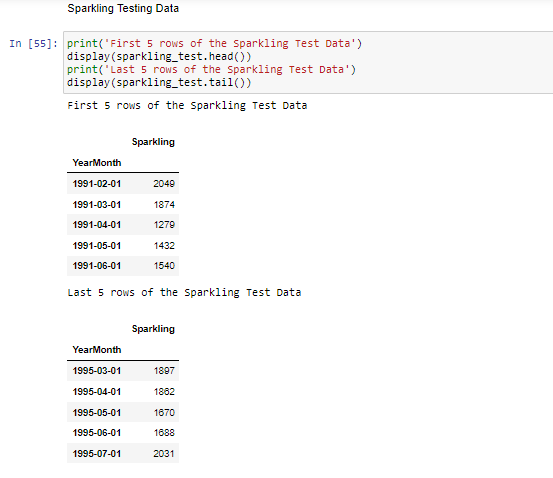 Sparkling Testing Data
In [55]: print('First 5 rows of the Sparkling Test Data')
display(sparkling_test.head())
print('Last 5 rows of the Sparkling Test Data')
display(sparkling_test.tail())
First 5 rows of the Sparkling Test Data
Sparkling
YearMonth
1991-02-01 2049
1991-03-01 1874
1991-04-01 1279
1991-05-01 1432
1991-06-01 1540
Last 5 rows of the Sparkling Test Data
Sparkling
YearMonth
1995-03-01 1897
1995-04-01 1862
1995-05-01 1670
1995-06-01 1688
1995-07-01 2031